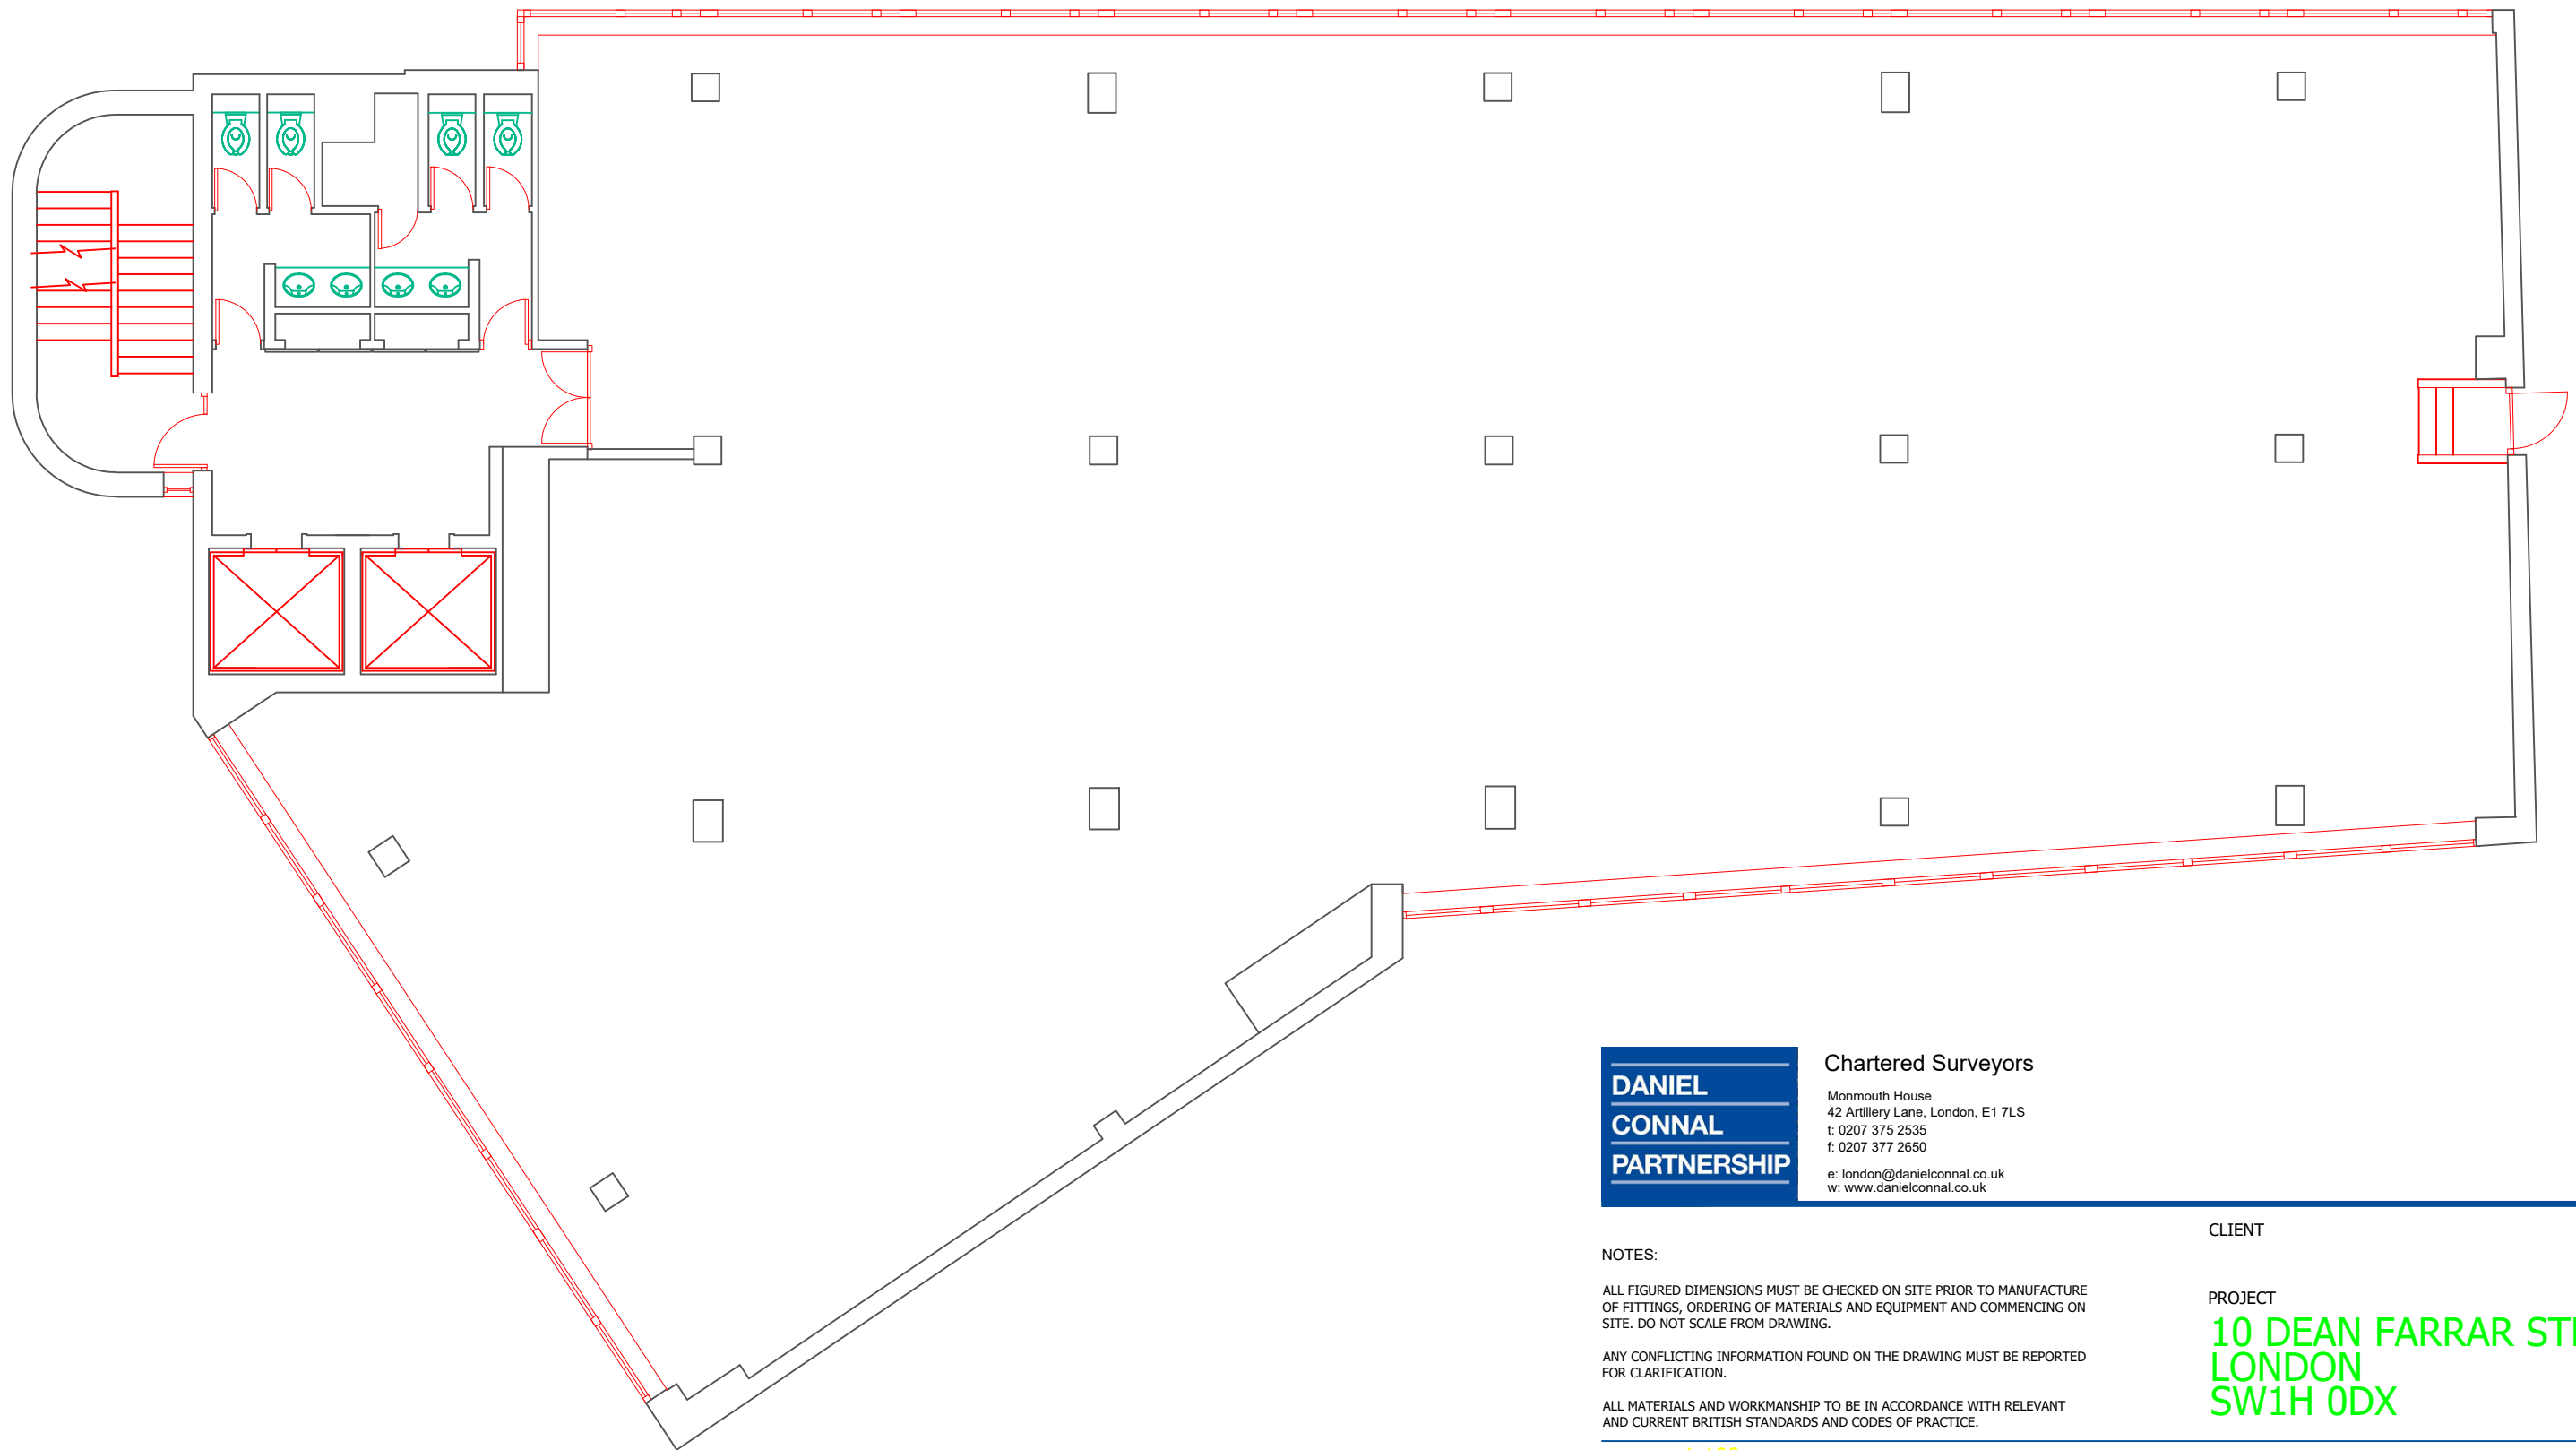 DANIEL
CONNAL
PARTNERSHIP
Chartered Surveyors
Monmouth House
42 Artillery Lane, London, E1 7LS
t: 0207 375 2535
f: 0207 377 2650
e: london@danielconnal.co.uk
w: www.danielconnal.co.uk
NOTES:
ALL FIGURED DIMENSIONS MUST BE CHECKED ON SITE PRIOR TO MANUFACTURE
OF FITTINGS, ORDERING OF MATERIALS AND EQUIPMENT AND COMMENCING ON
SITE. DO NOT SCALE FROM DRAWING.
ANY CONFLICTING INFORMATION FOUND ON THE DRAWING MUST BE REPORTED
FOR CLARIFICATION.
ALL MATERIALS AND WORKMANSHIP TO BE IN ACCORDANCE WITH RELEVANT
AND CURRENT BRITISH STANDARDS AND CODES OF PRACTICE.
CLIENT
PROJECT
10 DEAN FARRAR
LONDON
SW1H 0DX